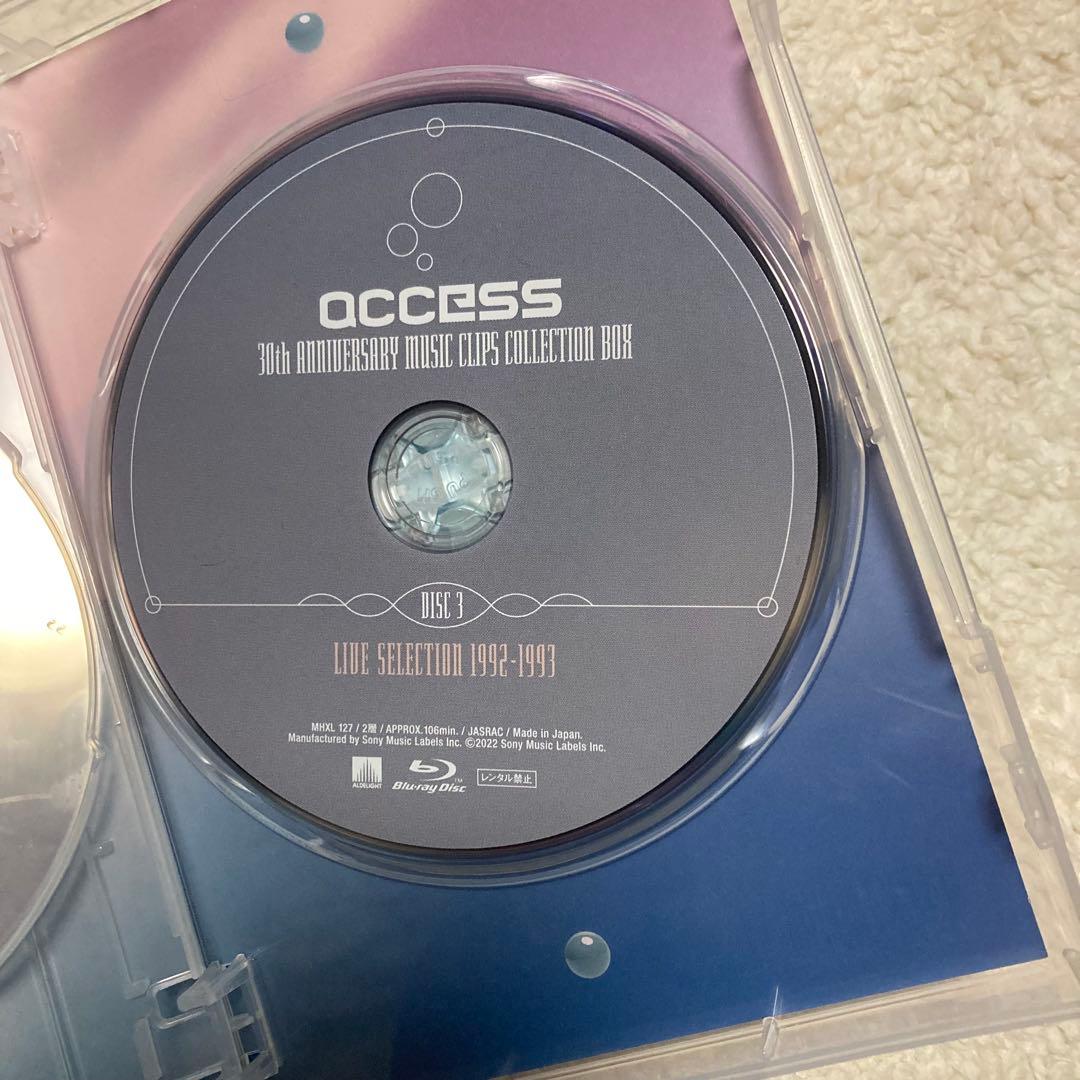 access
30th ANNIVERSARY MUSIC CLIPS COLLECTION BOX
DISC 3
LIVE SELECTION 1992-1993
MHXL 127 / 2層 / APPROX.106min. / JASRAC / Made in Japan.
Manufactured by Sony Music Labels Inc. ©2022 Sony Music Labels Inc.
ALDELIGHT
Blu-ray Disc™
レンタル禁止